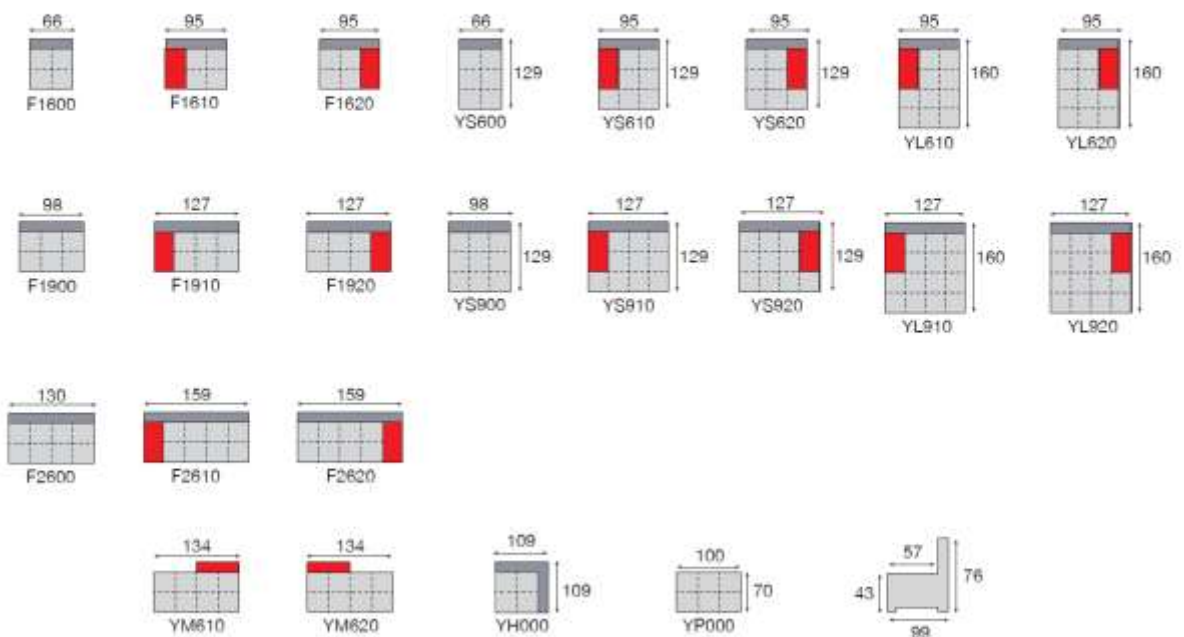 66 95 95 66 95 95 95 95
129 129 129 160 160
F1600 F1610 F1620 YS600 YS610 YS620 YL610 YL620
98 127 127 98 127 127 127 127
129 129 129 160 160
F1900 F1910 F1920 YS900 YS910 YS920 YL910 YL920
130 159 159
F2600 F2610 F2620
134 134 109 100 57
109 70 43 76
YM610 YM620 YH000 YP000 99